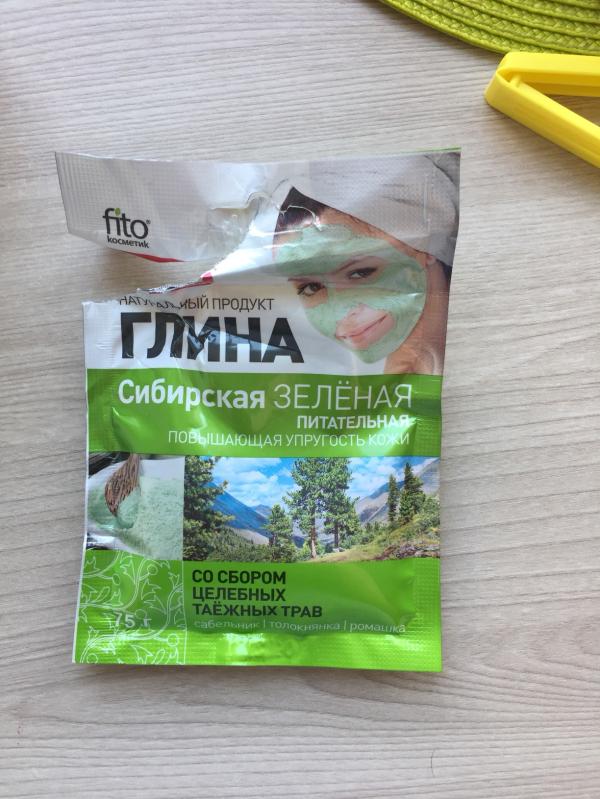 fito®
косметик
НАТУРАЛЬНЫЙ ПРОДУКТ
ГЛИНА
Сибирская ЗЕЛЁНАЯ
ПИТАТЕЛЬНАЯ
ПОВЫШАЮЩАЯ УПРУГОСТЬ КОЖИ
СО СБОРОМ
ЦЕЛЕБНЫХ
ТАЁЖНЫХ ТРАВ
75 г
сабельник | толокнянка | ромашка